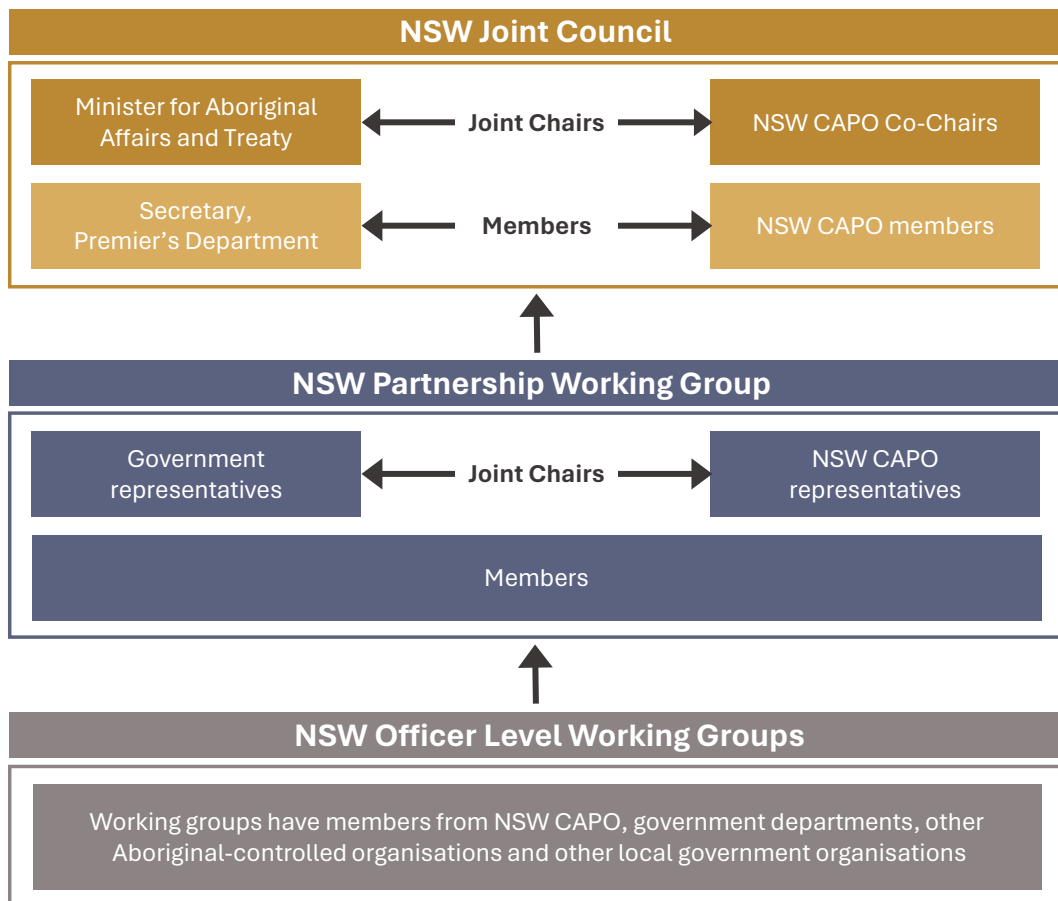 NSW Joint Council
Minister for Aboriginal
Affairs and Treaty
Joint Chairs
NSW CAPO Co-Chairs
Secretary,
Premier’s Department
Members
NSW CAPO members
NSW Partnership Working Group
Government
representatives
Joint Chairs
NSW CAPO
representatives
Members
NSW Officer Level Working Groups
Working groups have members from NSW CAPO, government departments, other
Aboriginal-controlled organisations and other local government organisations